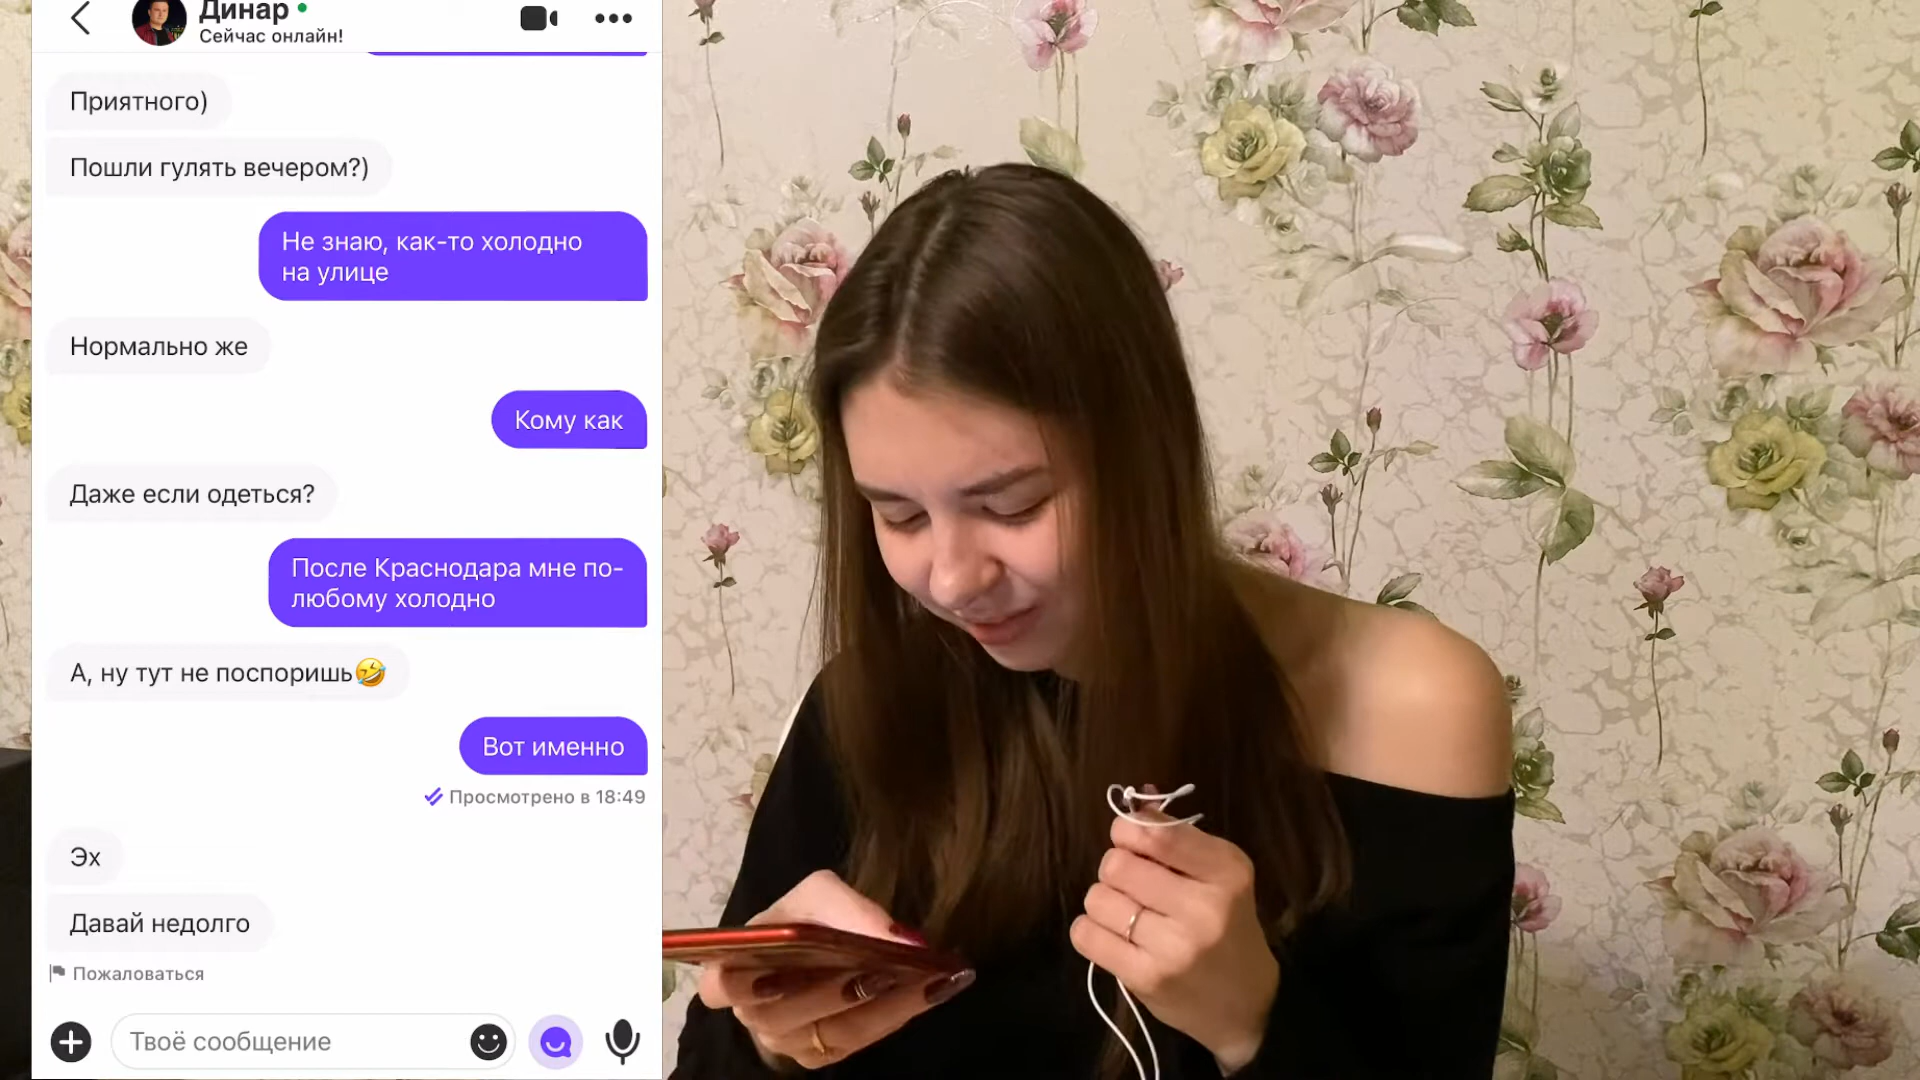 Динар
Сейчас онлайн!
Приятного)
Пошли гулять вечером?)
Не знаю, как-то холодно
на улице
Нормально же
Кому как
Даже если одеться?
После Краснодара мне по-
любому холодно
А, ну тут не поспоришь🤣
Вот именно
Просмотрено в 18:49
Эх
Давай недолго
Пожаловаться
Твоё сообщение